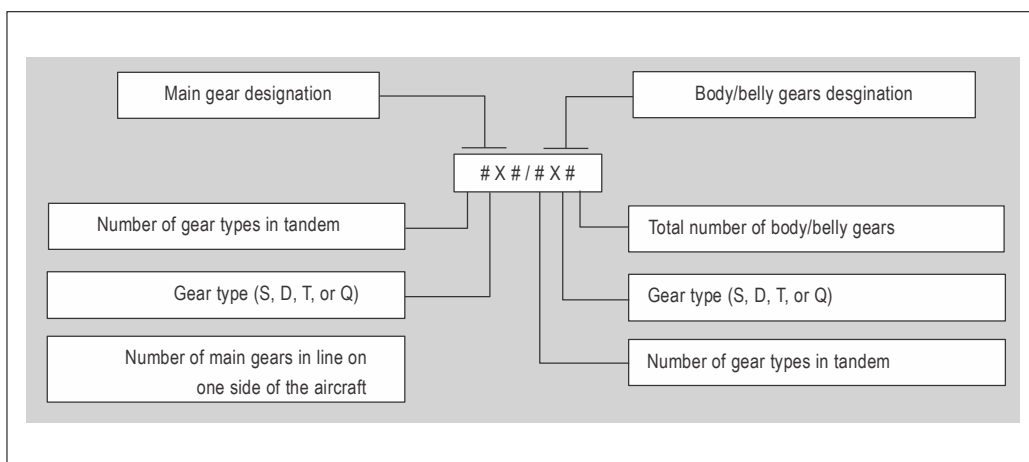 Main gear designation
Body/belly gears desgination
# X # / # X #
Number of gear types in tandem
Total number of body/belly gears
Gear type (S, D, T, or Q)
Gear type (S, D, T, or Q)
Number of main gears in line on
one side of the aircraft
Number of gear types in tandem